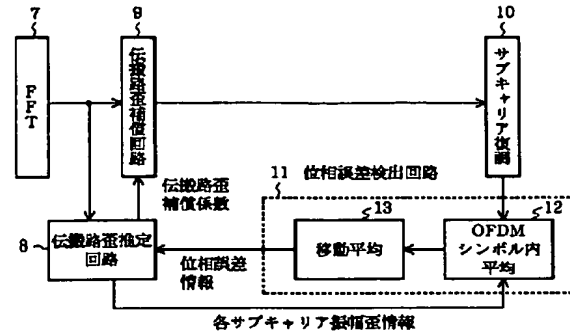 7
9
10
FFT
伝搬路歪補償回路
サブキャリア復調
11 位相誤差検出回路
伝搬路歪
補償係数
13
12
8
伝搬路歪推定
回路
移動平均
OFDM
シンボル内
平均
位相誤差
情報
各サブキャリア振幅歪情報